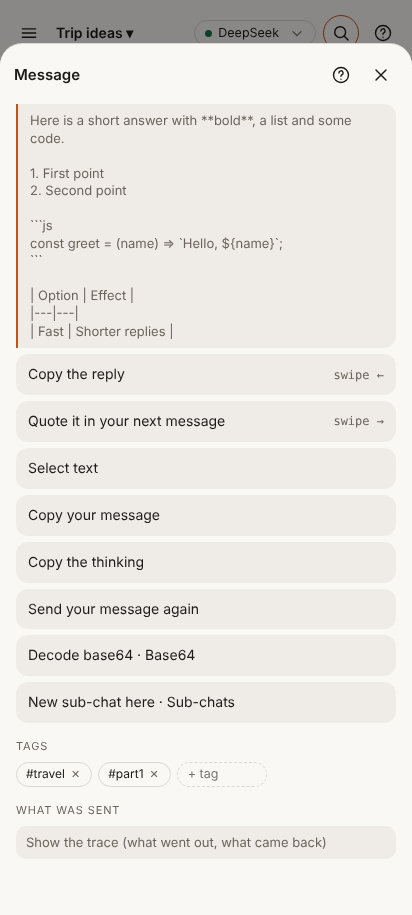 Trip ideas ▾
DeepSeek
Message
Here is a short answer with **bold**, a list and some
code.
1. First point
2. Second point
```js
const greet = (name) => `Hello, ${name}`;
```
| Option | Effect |
|---|---|
| Fast | Shorter replies |
Copy the reply swipe ←
Quote it in your next message swipe →
Select text
Copy your message
Copy the thinking
Send your message again
Decode base64 · Base64
New sub-chat here · Sub-chats
TAGS
#travel × #part1 × + tag
WHAT WAS SENT
Show the trace (what went out, what came back)